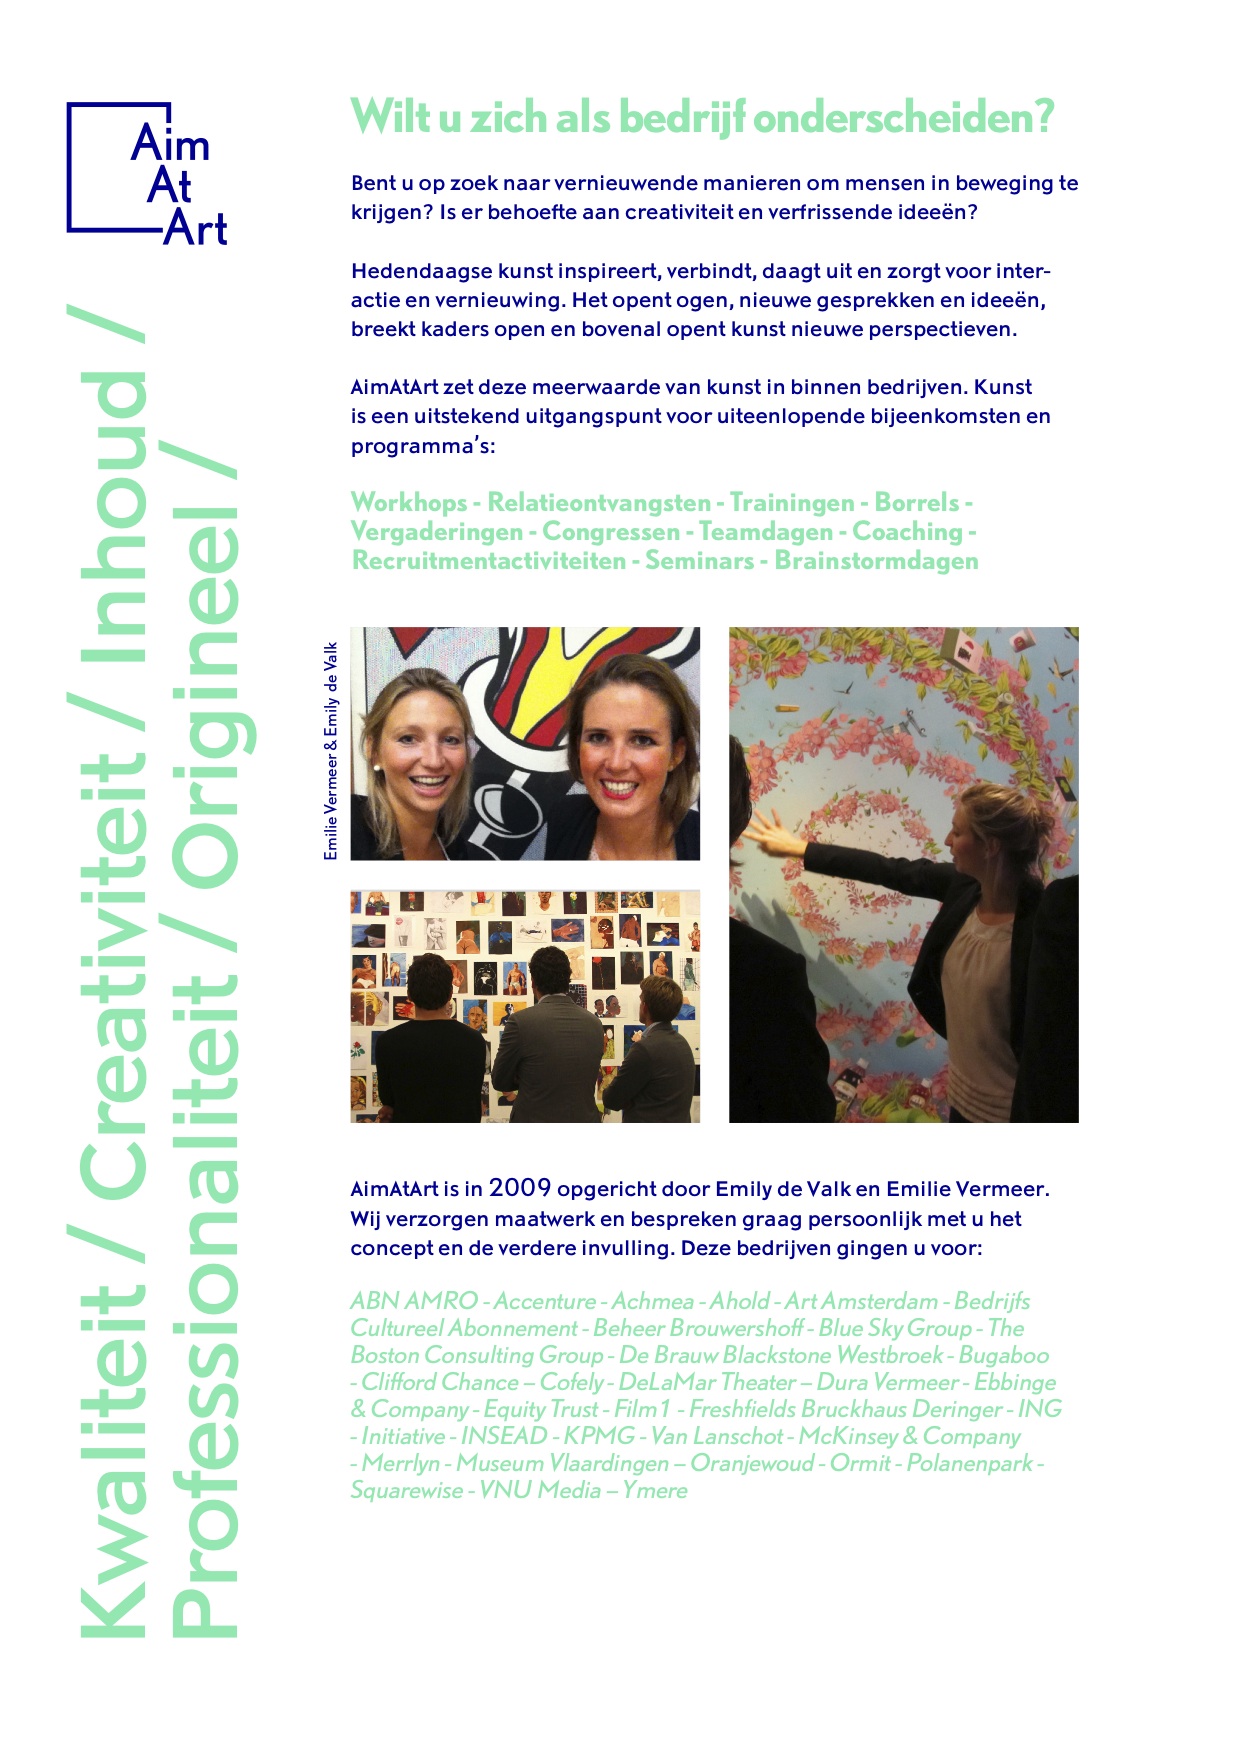 Aim
At
Art
Kwaliteit / Creativiteit / Inhoud /
Professionaliteit / Origineel /
Wilt u zich als bedrijf onderscheiden?
Bent u op zoek naar vernieuwende manieren om mensen in beweging te
krijgen? Is er behoefte aan creativiteit en verfrissende ideeën?
Hedendaagse kunst inspireert, verbindt, daagt uit en zorgt voor inter-
actie en vernieuwing. Het opent ogen, nieuwe gesprekken en ideeën,
breekt kaders open en bovenal opent kunst nieuwe perspectieven.
AimAtArt zet deze meerwaarde van kunst in binnen bedrijven. Kunst
is een uitstekend uitgangspunt voor uiteenlopende bijeenkomsten en
programma's:
Workhops - Relatieontvangsten - Trainingen - Borrels -
Vergaderingen - Congressen - Teamdagen - Coaching -
Recruitmentactiviteiten - Seminars - Brainstormdagen
Emilie Vermeer & Emily de Valk
AimAtArt is in 2009 opgericht door Emily de Valk en Emilie Vermeer.
Wij verzorgen maatwerk en bespreken graag persoonlijk met u het
concept en de verdere invulling. Deze bedrijven gingen u voor:
ABN AMRO - Accenture - Achmea - Ahold - Art Amsterdam - Bedrijfs
Cultureel Abonnement - Beheer Brouwershoff - Blue Sky Group - The
Boston Consulting Group - De Brauw Blackstone Westbroek - Bugaboo
- Clifford Chance – Cofely - DeLaMar Theater – Dura Vermeer - Ebbinge
& Company - Equity Trust - Film1 - Freshfields Bruckhaus Deringer - ING
- Initiative - INSEAD - KPMG - Van Lanschot - McKinsey & Company
- Merrlyn - Museum Vlaardingen – Oranjewoud - Ormit - Polanenpark -
Squarewise - VNU Media – Ymere